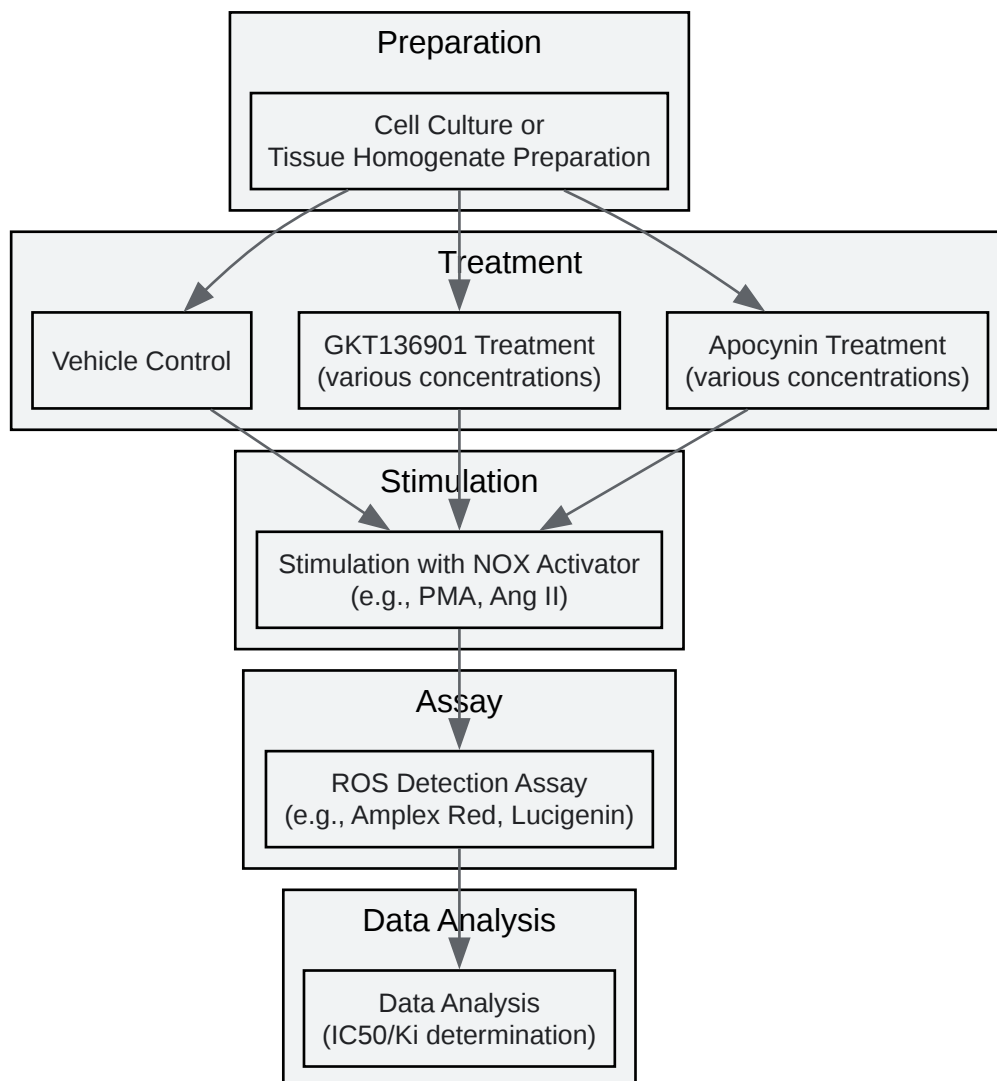 Preparation
Cell Culture or
Tissue Homogenate Preparation
Treatment
Vehicle Control
GKT136901 Treatment
(various concentrations)
Apocynin Treatment
(various concentrations)
Stimulation
Stimulation with NOX Activator
(e.g., PMA, Ang II)
Assay
ROS Detection Assay
(e.g., Amplex Red, Lucigenin)
Data Analysis
Data Analysis
(IC50/Ki determination)